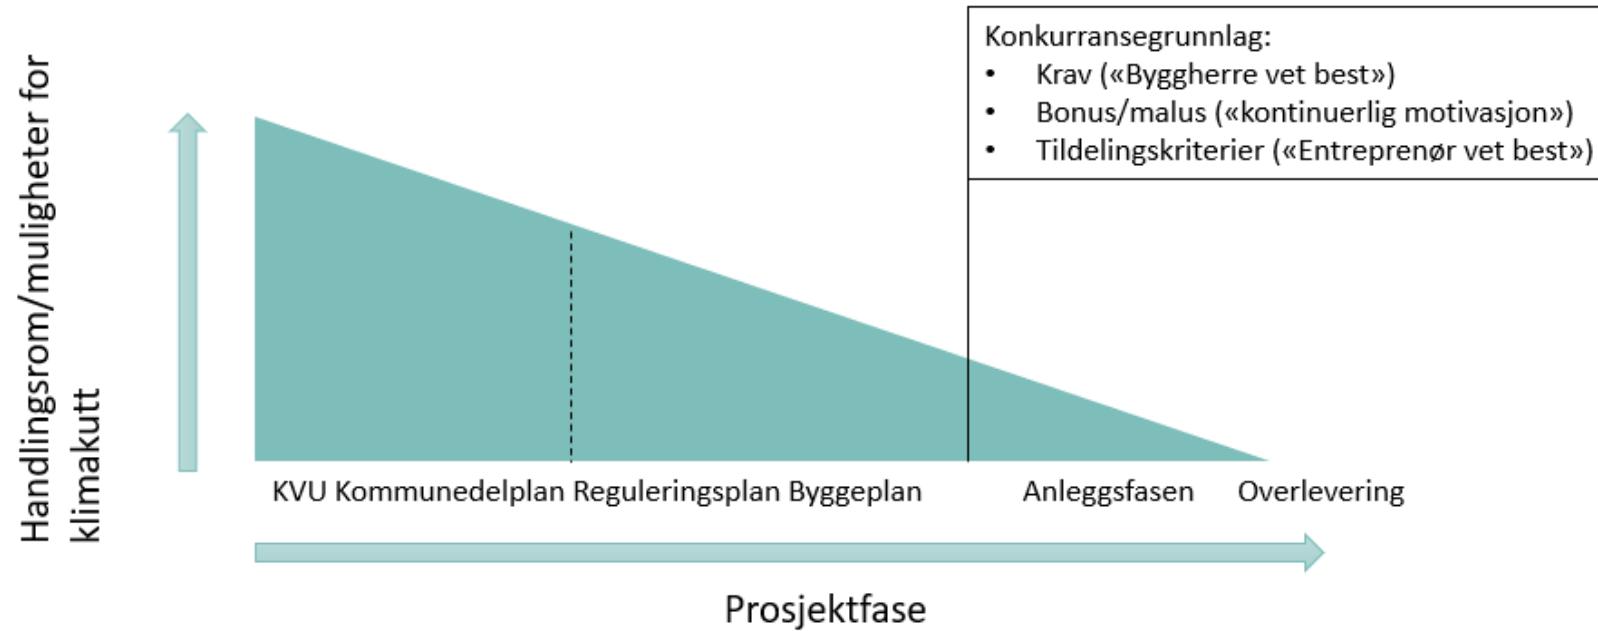 Handlingsrom/muligheter for
klimakutt
Konkurransegrunnlag:
• Krav («Byggherre vet best»)
• Bonus/malus («kontinuerlig motivasjon»)
• Tildelingskriterier («Entreprenør vet best»)
KVU Kommunedelplan Reguleringsplan Byggeplan Anleggsfasen Overlevering
Prosjektfase